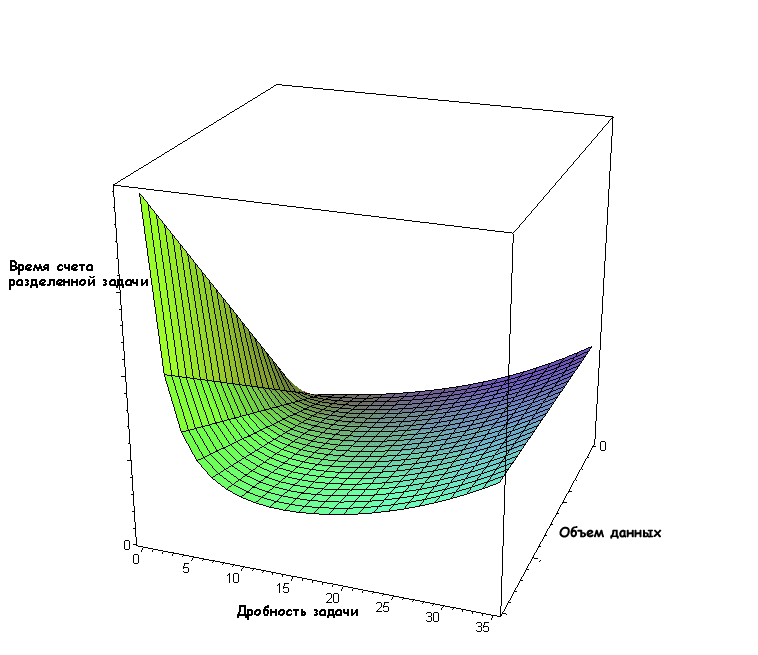 Время счета
разделенной задачи
0
0
5
10
15
20
25
30
35
0
Объем данных
Дробность задачи